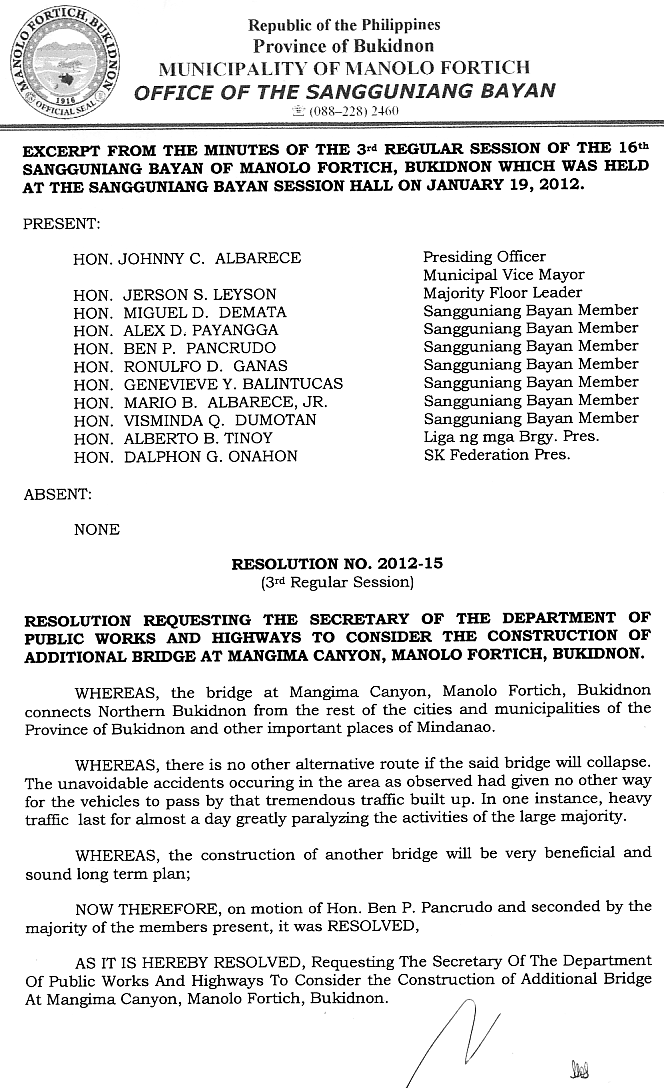 Republic of the Philippines
Province of Bukidnon
MUNICIPALITY OF MANOLO FORTICH
OFFICE OF THE SANGGUNIANG BAYAN
☏ (088–228) 2460
MANOLO FORTICH, BUKIDNON
1916
OFFICIAL SEAL
EXCERPT FROM THE MINUTES OF THE 3rd REGULAR SESSION OF THE 16th
SANGGUNIANG BAYAN OF MANOLO FORTICH, BUKIDNON WHICH WAS HELD
AT THE SANGGUNIANG BAYAN SESSION HALL ON JANUARY 19, 2012.
PRESENT:
HON. JOHNNY C. ALBARECE Presiding Officer
Municipal Vice Mayor
HON. JERSON S. LEYSON Majority Floor Leader
HON. MIGUEL D. DEMATA Sangguniang Bayan Member
HON. ALEX D. PAYANGGA Sangguniang Bayan Member
HON. BEN P. PANCRUDO Sangguniang Bayan Member
HON. RONULFO D. GANAS Sangguniang Bayan Member
HON. GENEVIEVE Y. BALINTUCAS Sangguniang Bayan Member
HON. MARIO B. ALBARECE, JR. Sangguniang Bayan Member
HON. VISMINDA Q. DUMOTAN Sangguniang Bayan Member
HON. ALBERTO B. TINOY Liga ng mga Brgy. Pres.
HON. DALPHON G. ONAHON SK Federation Pres.
ABSENT:
NONE
RESOLUTION NO. 2012-15
(3rd Regular Session)
RESOLUTION REQUESTING THE SECRETARY OF THE DEPARTMENT OF
PUBLIC WORKS AND HIGHWAYS TO CONSIDER THE CONSTRUCTION OF
ADDITIONAL BRIDGE AT MANGIMA CANYON, MANOLO FORTICH, BUKIDNON.
WHEREAS, the bridge at Mangima Canyon, Manolo Fortich, Bukidnon
connects Northern Bukidnon from the rest of the cities and municipalities of the
Province of Bukidnon and other important places of Mindanao.
WHEREAS, there is no other alternative route if the said bridge will collapse.
The unavoidable accidents occuring in the area as observed had given no other way
for the vehicles to pass by that tremendous traffic built up. In one instance, heavy
traffic last for almost a day greatly paralyzing the activities of the large majority.
WHEREAS, the construction of another bridge will be very beneficial and
sound long term plan;
NOW THEREFORE, on motion of Hon. Ben P. Pancrudo and seconded by the
majority of the members present, it was RESOLVED,
AS IT IS HEREBY RESOLVED, Requesting The Secretary Of The Department
Of Public Works And Highways To Consider the Construction of Additional Bridge
At Mangima Canyon, Manolo Fortich, Bukidnon.